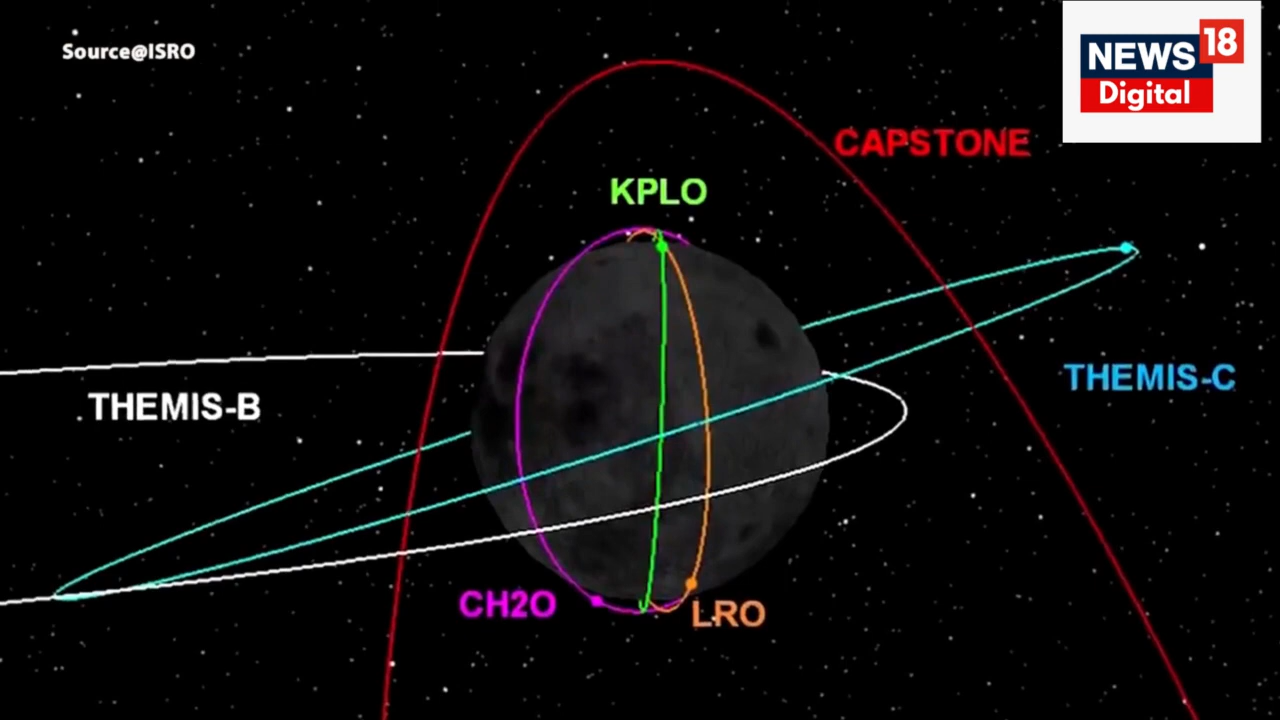 Source@ISRO
NEWS 18
Digital
CAPSTONE
KPLO
THEMIS-C
THEMIS-B
CH2O
LRO